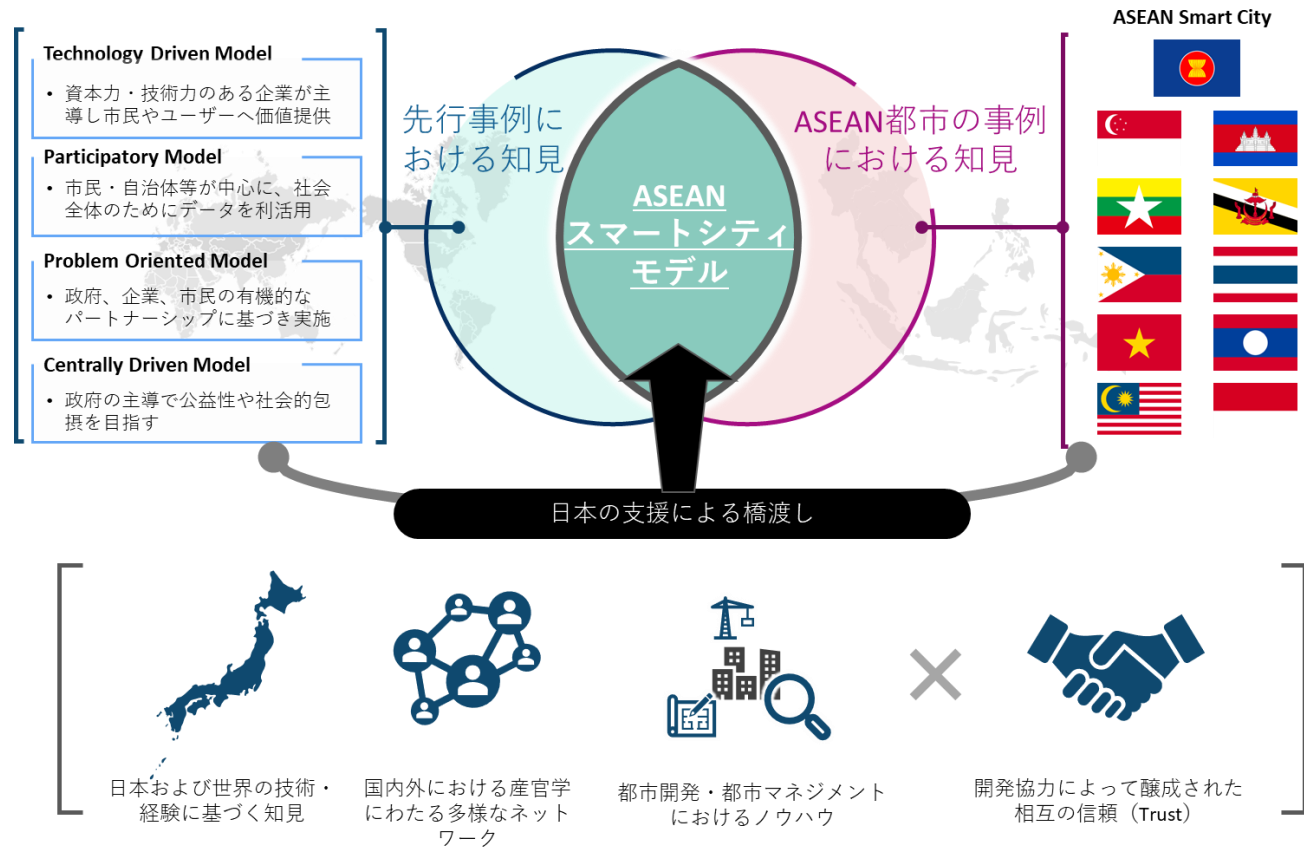 Technology Driven Model
• 資本力・技術力のある企業が主
導し市民やユーザーへ価値提供
Participatory Model
• 市民・自治体等が中心に、社会
全体のためにデータを利活用
Problem Oriented Model
• 政府、企業、市民の有機的な
パートナーシップに基づき実施
Centrally Driven Model
• 政府の主導で公益性や社会的包
摂を目指す
先行事例に
おける知見
ASEAN
スマートシティ
モデル
ASEAN都市の事例
における知見
ASEAN Smart City
日本の支援による橋渡し
日本および世界の技術・
経験に基づく知見
国内外における産官学
にわたる多様なネット
ワーク
都市開発・都市マネジメント
におけるノウハウ
開発協力によって醸成された
相互の信頼（Trust）